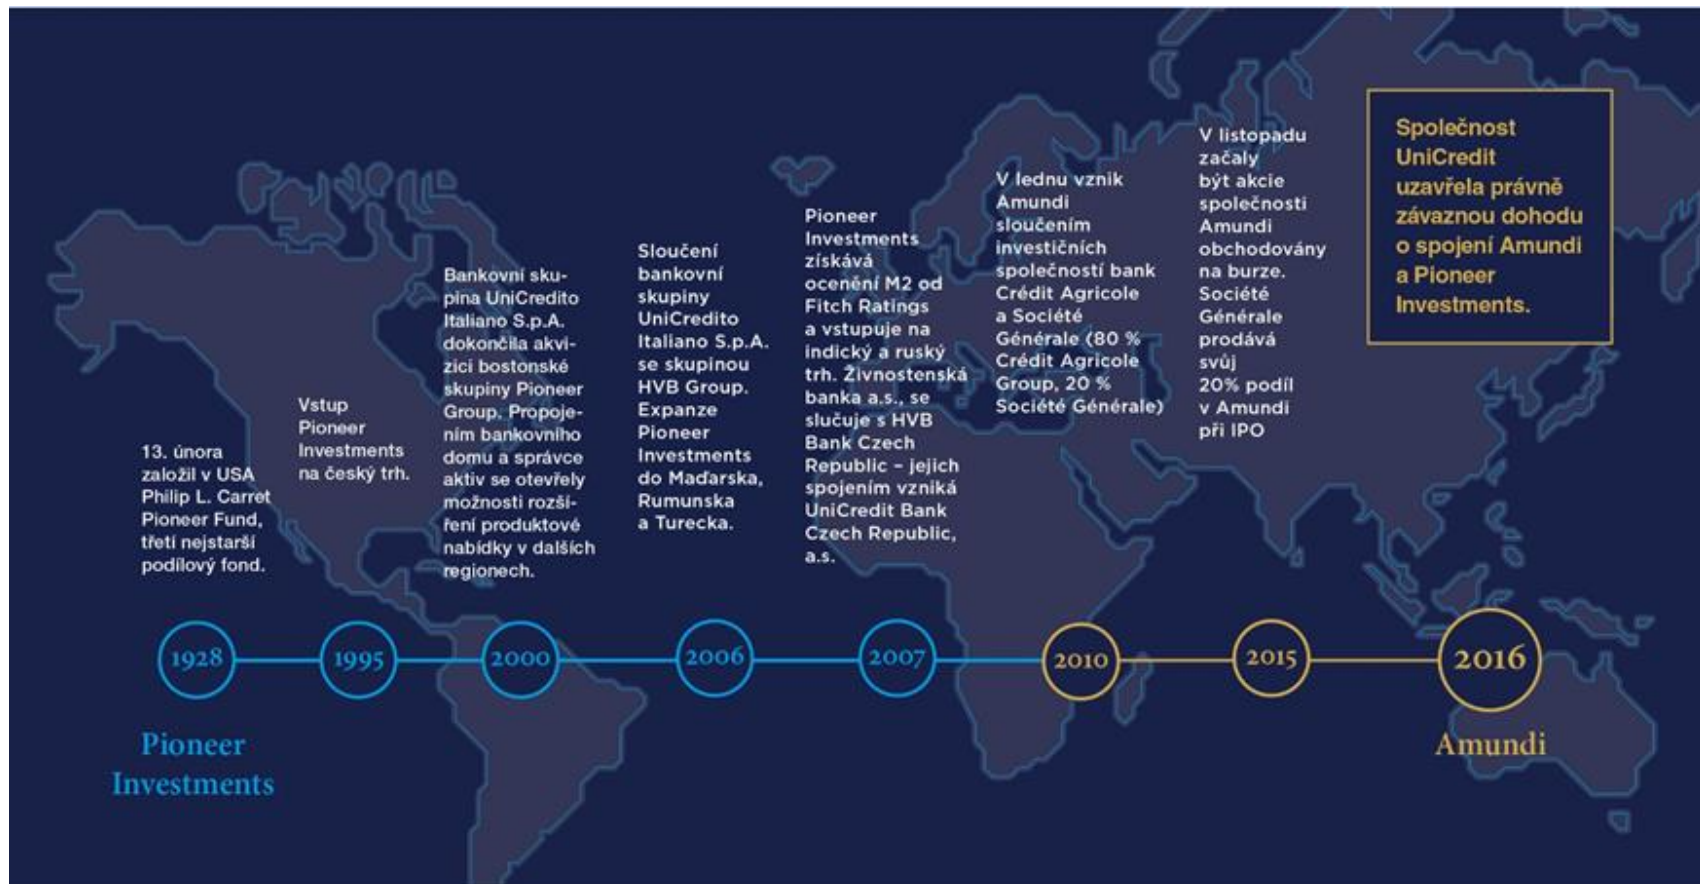 13. února
založil v USA
Philip L. Carret
Pioneer Fund,
třetí nejstarší
podílový fond.
Vstup
Pioneer
Investments
na český trh.
Bankovní sku-
pina UniCredito
Italiano S.p.A.
dokončila akvi-
zici bostonské
skupiny Pioneer
Group. Propoje-
ním bankovního
domu a správce
aktiv se otevřely
možnosti rozší-
ření produktové
nabídky v dalších
regionech.
Sloučení
bankovní
skupiny
UniCredito
Italiano S.p.A.
se skupinou
HVB Group.
Expanze
Pioneer
Investments
do Maďarska,
Rumunska
a Turecka.
Pioneer
Investments
získává
ocenění M2 od
Fitch Ratings
a vstupuje na
indický a ruský
trh. Živnostenská
banka a.s., se
slučuje s HVB
Bank Czech
Republic – jejich
spojením vzniká
UniCredit Bank
Czech Republic,
a.s.
V lednu vznik
Amundi
sloučením
investičních
společností bank
Crédit Agricole
a Société
Générale (80 %
Crédit Agricole
Group, 20 %
Société Générale)
V listopadu
začaly
být akcie
společnosti
Amundi
obchodovány
na burze.
Société
Générale
prodává
svůj
20% podíl
v Amundi
při IPO
Společnost
UniCredit
uzavřela právně
závaznou dohodu
o spojení Amundi
a Pioneer
Investments.
1928
1995
2000
2006
2007
2010
2015
2016
Pioneer
Investments
Amundi